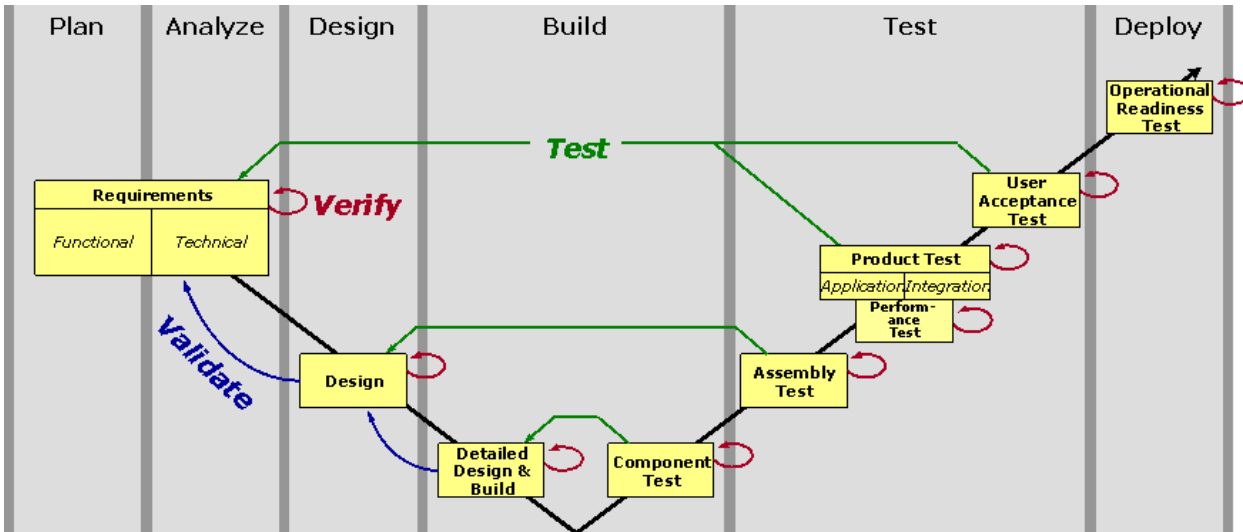 Plan
Analyze
Design
Build
Test
Deploy
Operational
Readiness
Test
Test
User
Acceptance
Test
Requirements
Verify
Functional
Technical
Product Test
Application
Integration
Perform-
ance
Test
Validate
Design
Assembly
Test
Detailed
Design &
Build
Component
Test